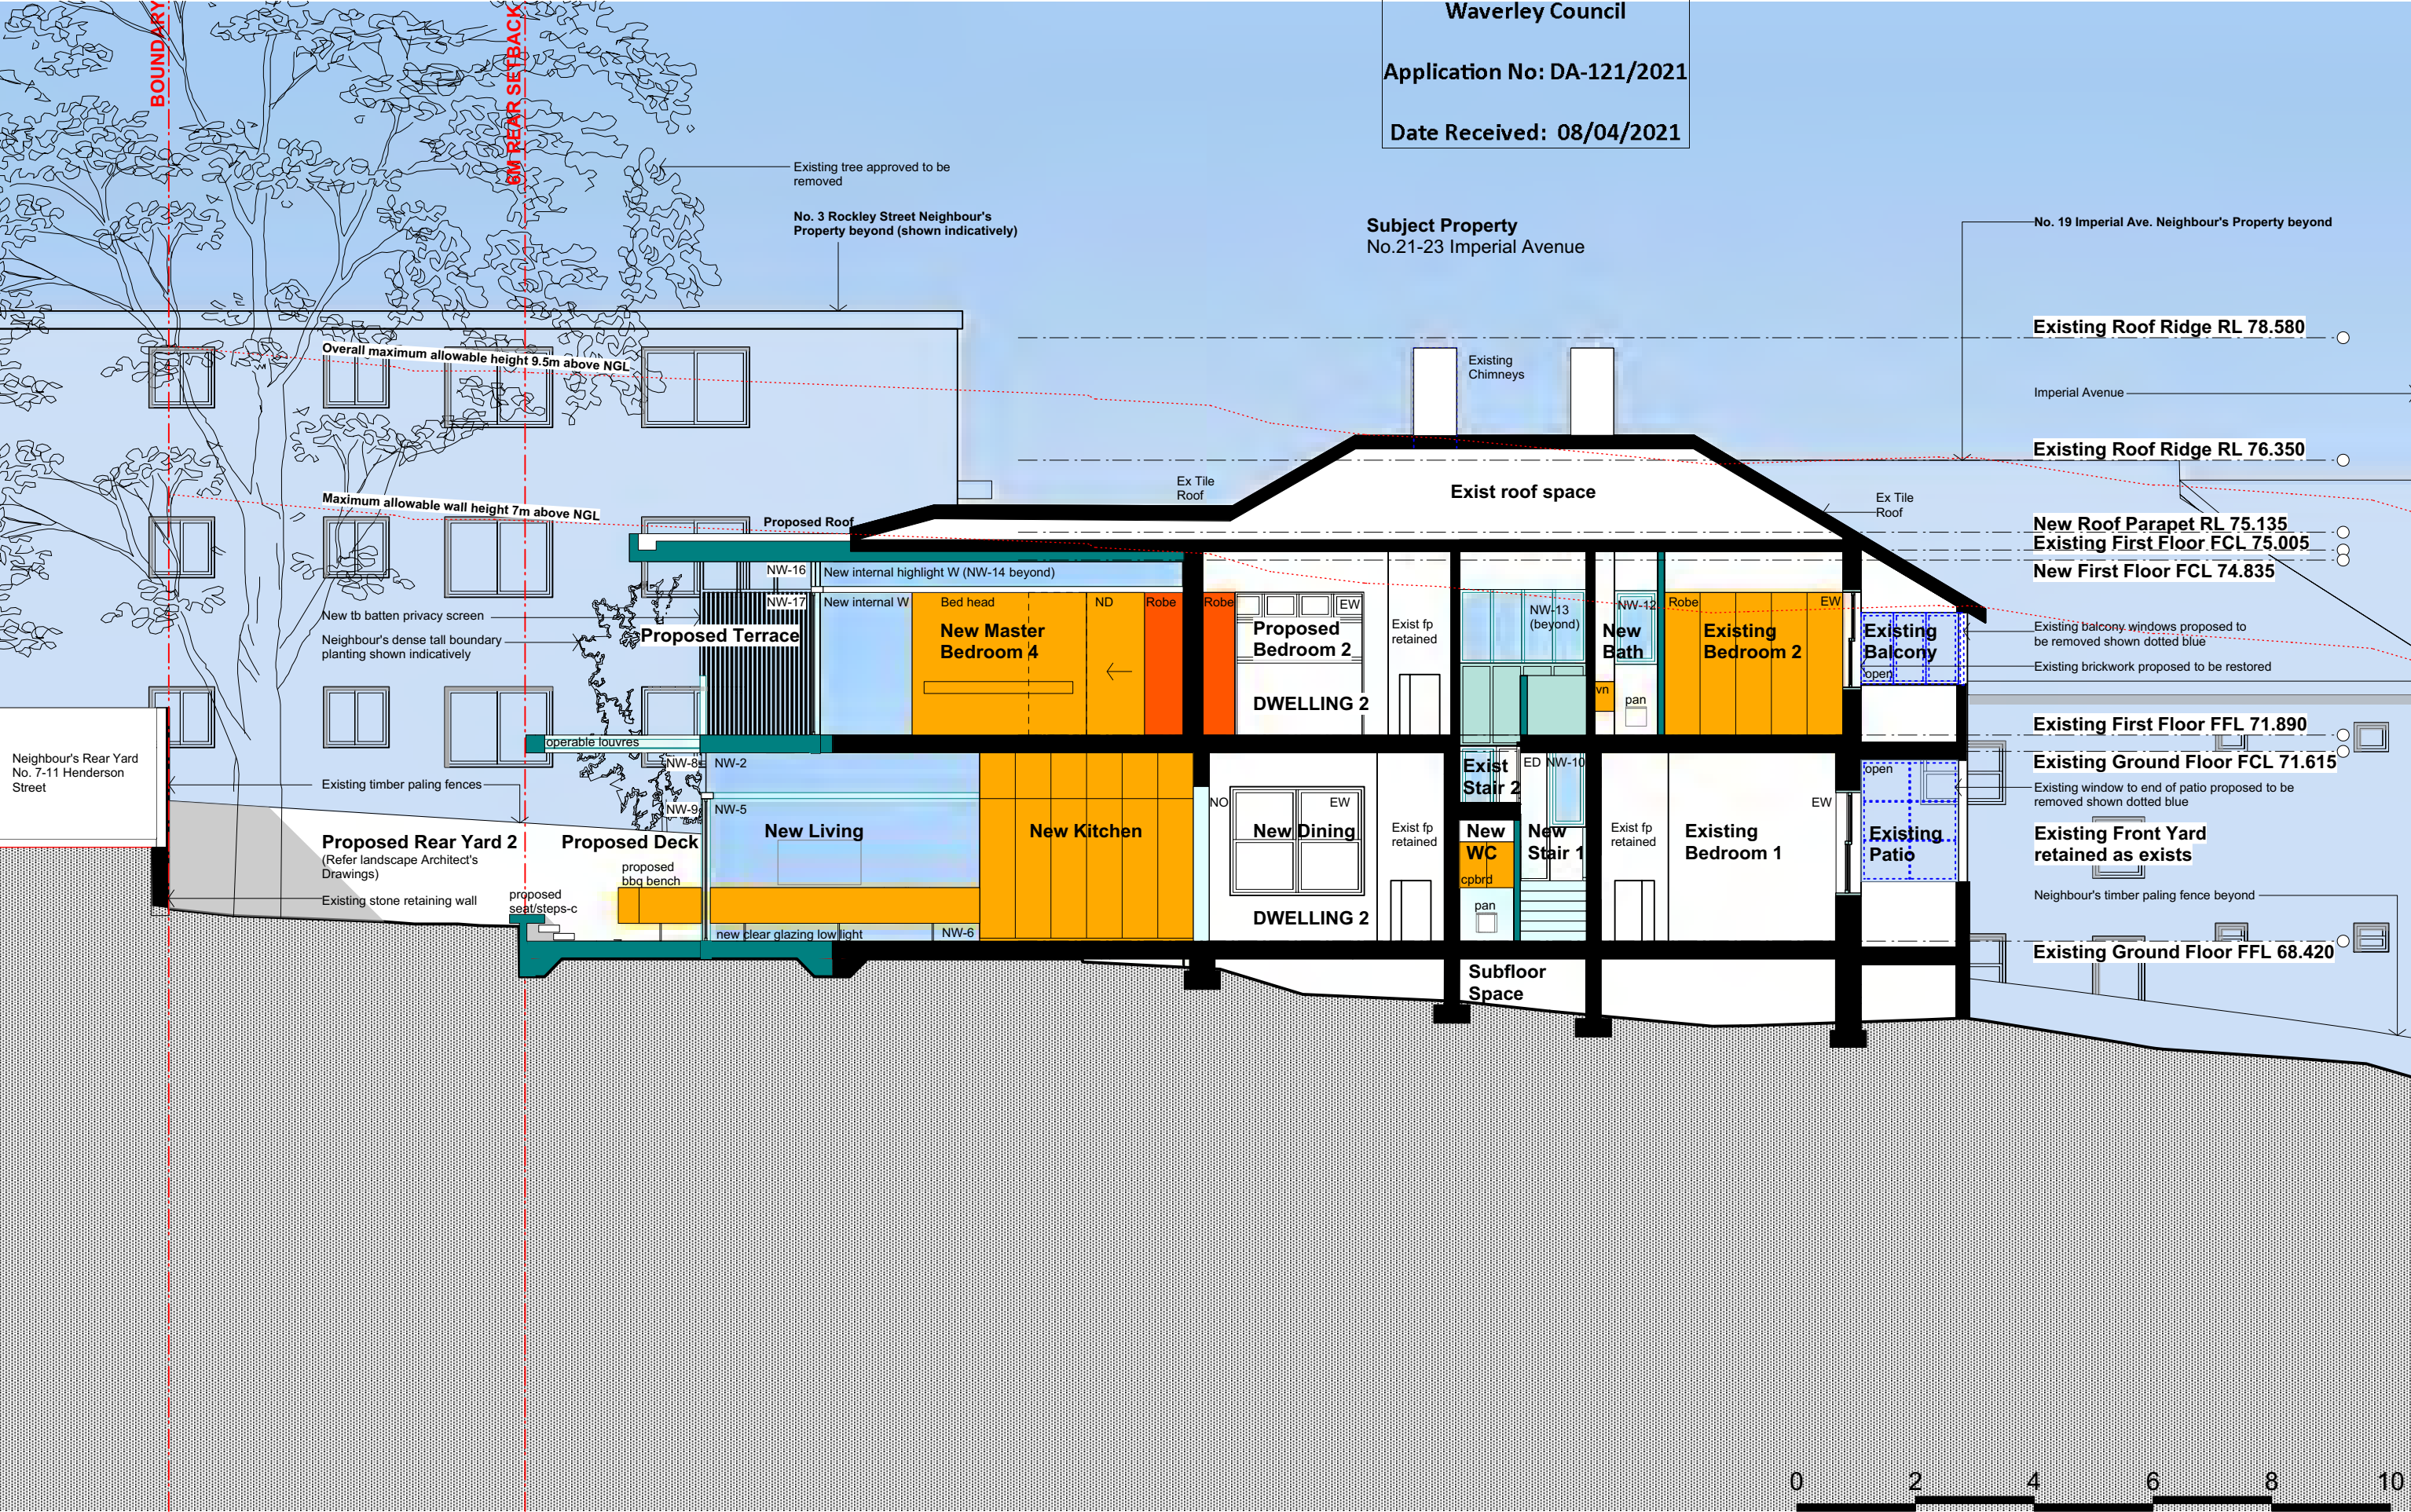 Waverley Council
Application No: DA-121/2021
Date Received: 08/04/2021
BOUNDARY
6M REAR SETBACK
Existing tree approved to be
removed
No. 3 Rockley Street Neighbour's
Property beyond (shown indicatively)
Subject Property
No.21-23 Imperial Avenue
No. 19 Imperial Ave. Neighbour's Property beyond
Existing Roof Ridge RL 78.580
Overall maximum allowable height 9.5m above NGL
Existing
Chimneys
Imperial Avenue
Existing Roof Ridge RL 76.350
Ex Tile
Roof
Exist roof space
Ex Tile
Roof
Maximum allowable wall height 7m above NGL
Proposed Roof
New Roof Parapet RL 75.135
Existing First Floor FCL 75.005
New First Floor FCL 74.835
NW-16
New internal highlight W (NW-14 beyond)
NW-17
New internal W
Bed head
ND
Robe
Robe
EW
NW-13
(beyond)
NW-12
Robe
EW
New tb batten privacy screen
Neighbour's dense tall boundary
planting shown indicatively
Proposed Terrace
New Master
Bedroom 4
Proposed
Bedroom 2
Exist fp
retained
New
Bath
Existing
Bedroom 2
Existing
Balcony
open
Existing balcony windows proposed to
be removed shown dotted blue
Existing brickwork proposed to be restored
vn
pan
DWELLING 2
Existing First Floor FFL 71.890
operable louvres
Neighbour's Rear Yard
No. 7-11 Henderson
Street
Existing timber paling fences
NW-8
NW-2
Exist
Stair 2
ED
NW-10
open
Existing Ground Floor FCL 71.615
Existing window to end of patio proposed to be
removed shown dotted blue
NW-9
NW-5
NO
EW
EW
Proposed Rear Yard 2
(Refer landscape Architect's
Drawings)
Proposed Deck
New Living
New Kitchen
New Dining
Exist fp
retained
New
WC
New
Stair 1
Exist fp
retained
Existing
Bedroom 1
Existing
Patio
Existing Front Yard
retained as exists
proposed
bbq bench
cpbrd
Existing stone retaining wall
proposed
seat/steps-c
pan
DWELLING 2
Neighbour's timber paling fence beyond
new clear glazing low light
NW-6
Existing Ground Floor FFL 68.420
Subfloor
Space
0 2 4 6 8 10